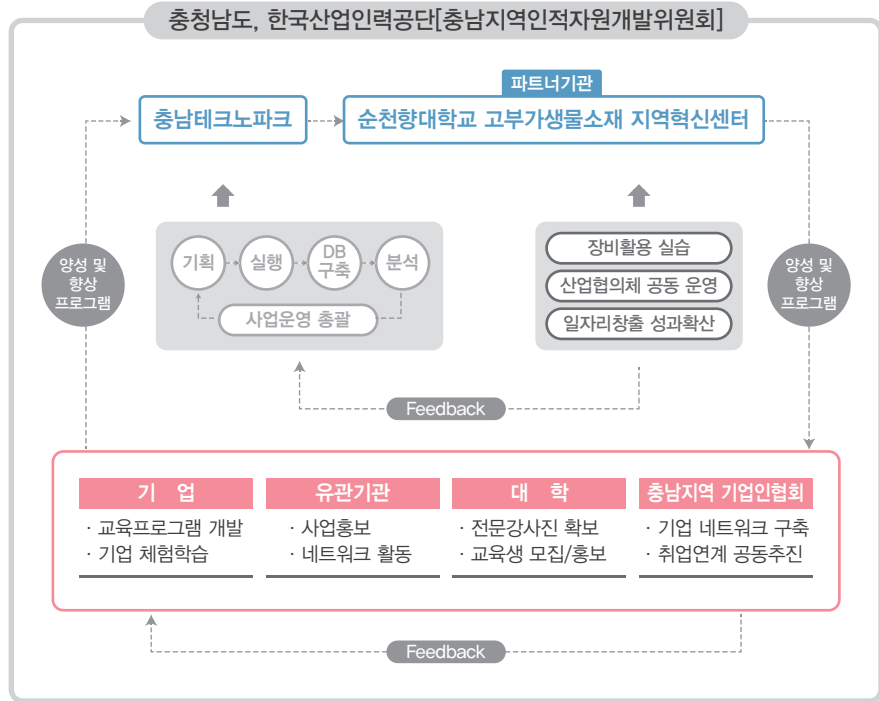 충청남도, 한국산업인력공단[충남지역인적자원개발위원회]
파트너기관
충남테크노파크
순천향대학교 고부가생물소재 지역혁신센터
양성 및
향상
프로그램
기획
실행
DB
구축
분석
사업운영 총괄
장비활용 실습
산업협의체 공동 운영
일자리창출 성과확산
양성 및
향상
프로그램
Feedback
기 업
· 교육프로그램 개발
· 기업 체험학습
유관기관
· 사업홍보
· 네트워크 활동
대 학
· 전문강사진 확보
· 교육생 모집/홍보
충남지역 기업인협회
· 기업 네트워크 구축
· 취업연계 공동추진
Feedback